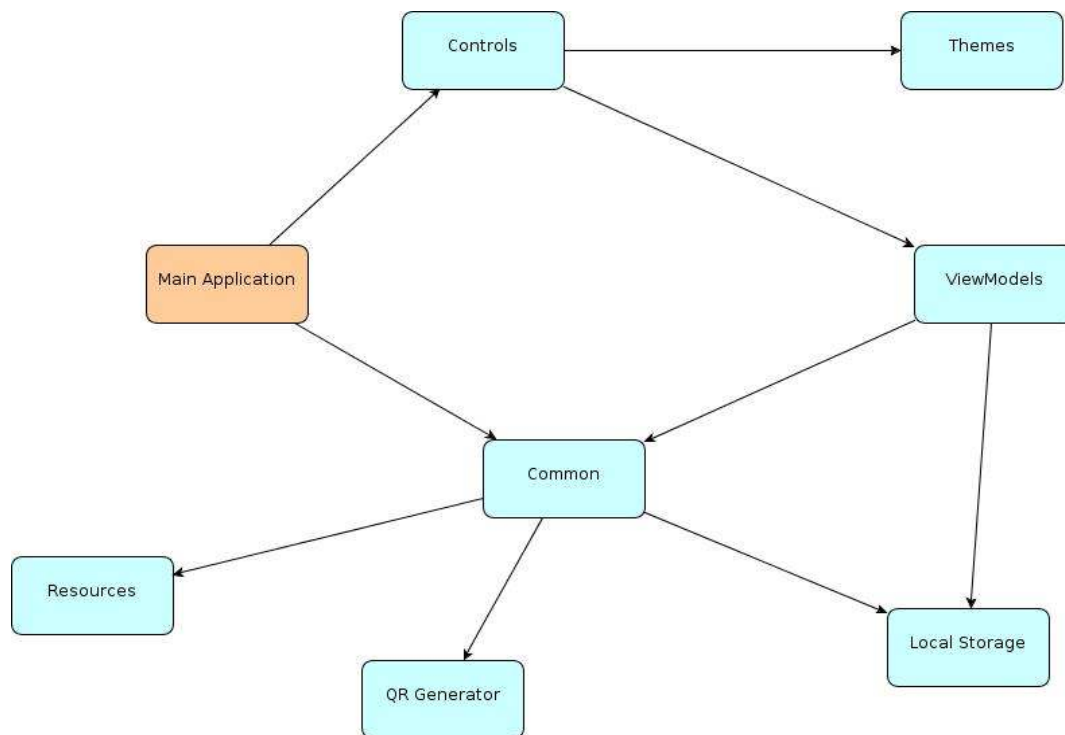 Controls
Themes
Main Application
ViewModels
Common
Resources
Local Storage
QR Generator